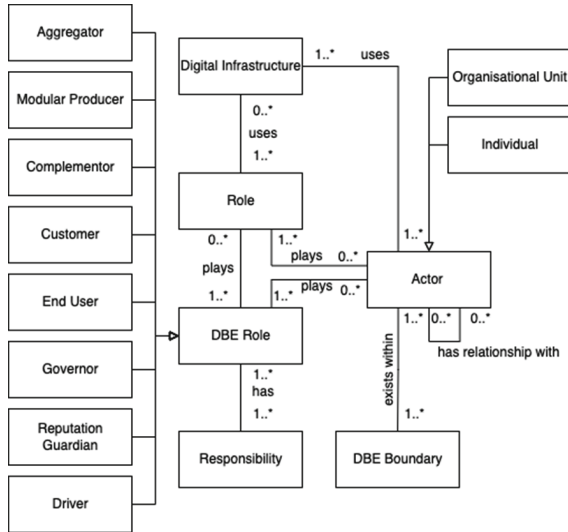 Aggregator
Modular Producer
Complementor
Customer
End User
Governor
Reputation
Guardian
Driver
Digital Infrastructure
1..*
uses
0..*
uses
1..*
Role
0..*
1..*
plays
0..*
plays
1..*
plays
1..*
0..*
DBE Role
1..*
has
1..*
Responsibility
Organisational Unit
Individual
1..*
Actor
1..*
0..*
0..*
has relationship with
exists within
1..*
DBE Boundary